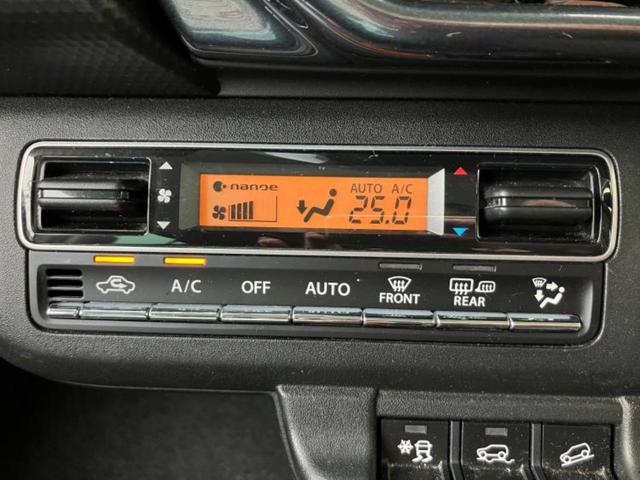 nanoe
AUTO A/C
25.0
A/C OFF AUTO FRONT REAR